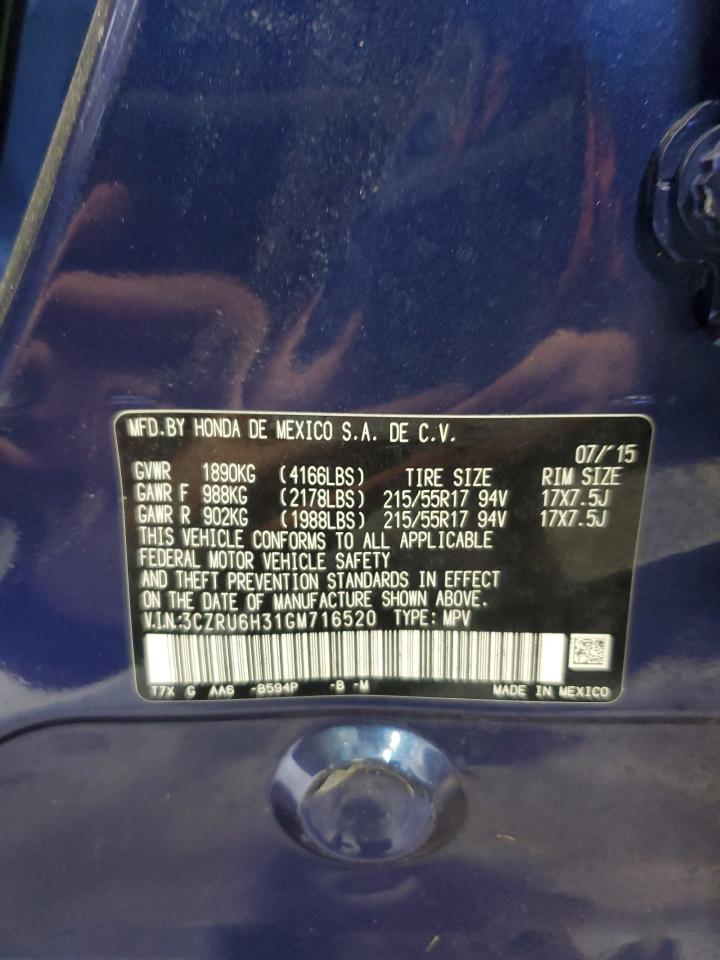 MFD.BY HONDA DE MEXICO S.A. DE C.V.
07/'15
GVWR 1890KG (4166LBS) TIRE SIZE RIM SIZE
GAWR F 988KG (2178LBS) 215/55R17 94V 17X7.5J
GAWR R 902KG (1988LBS) 215/55R17 94V 17X7.5J
THIS VEHICLE CONFORMS TO ALL APPLICABLE
FEDERAL MOTOR VEHICLE SAFETY
AND THEFT PREVENTION STANDARDS IN EFFECT
ON THE DATE OF MANUFACTURE SHOWN ABOVE.
V.I.N.:3CZRU6H31GM716520 TYPE: MPV
T7X G AA6 -B594P -B -M MADE IN MEXICO